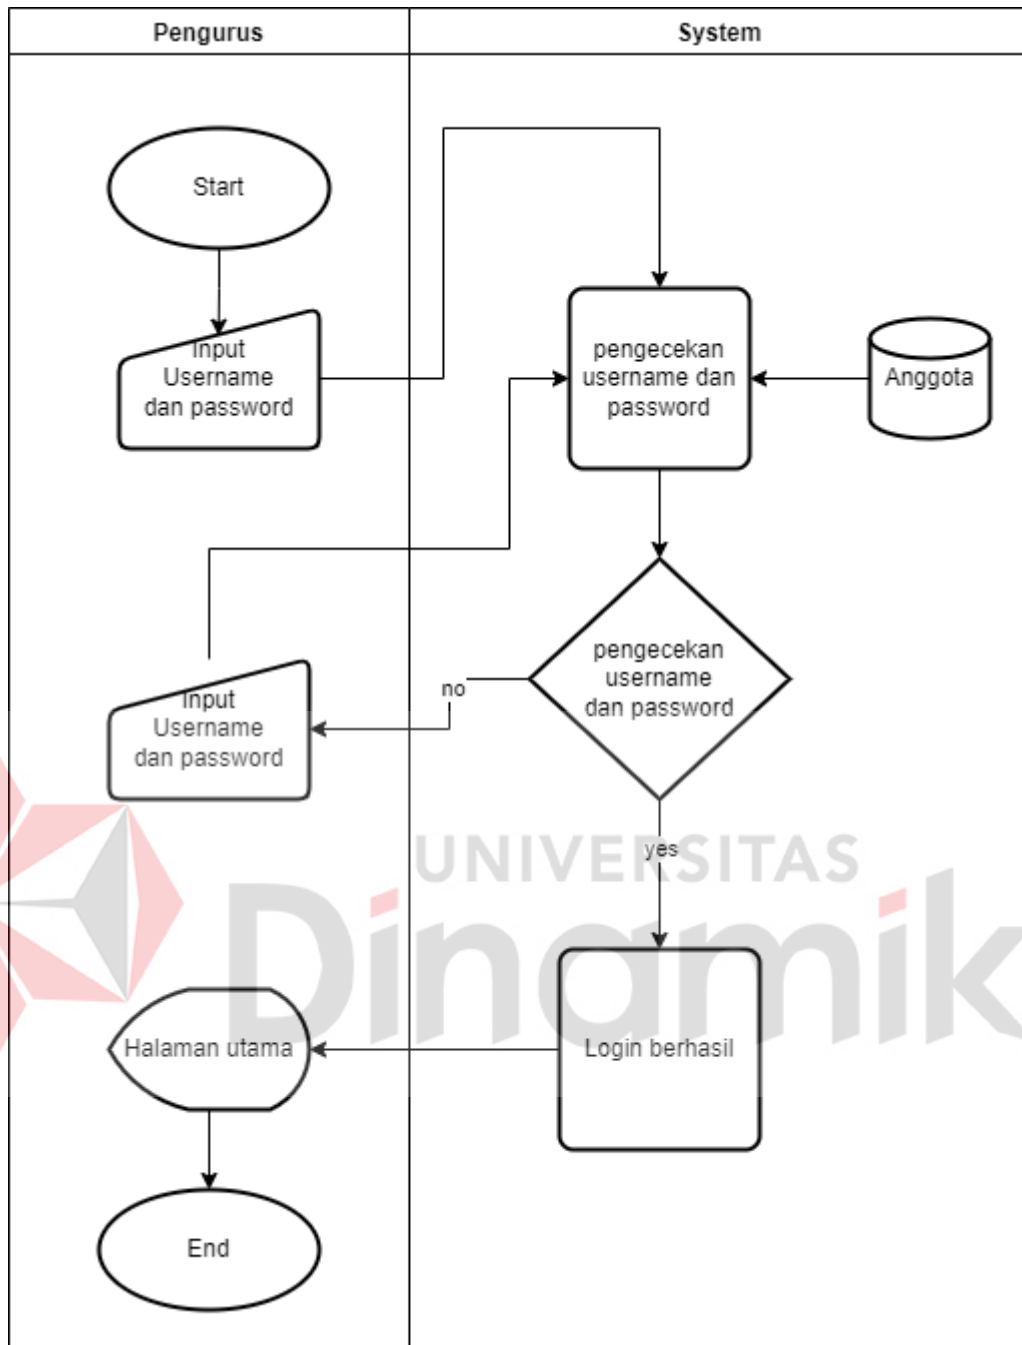 Pengurus
System
Start
Input
Username
dan password
pengecekan
username dan
password
Anggota
pengecekan
username
dan password
no
Input
Username
dan password
yes
UNIVERSITAS
Dinamik
Halaman utama
Login berhasil
End